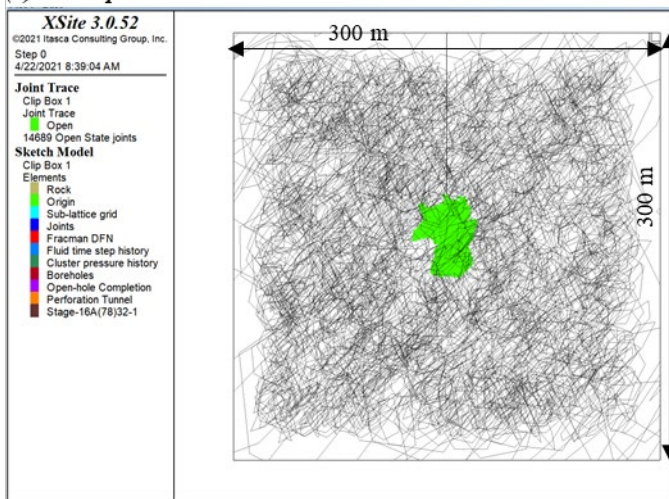 XSite 3.0.52
©2021 Itasca Consulting Group, Inc.
Step 0
4/22/2021 8:39:04 AM
Joint Trace
Clip Box 1
Joint Trace
Open
14689 Open State joints
Sketch Model
Clip Box 1
Elements
Rock
Origin
Sub-lattice grid
Joints
Fracman DFN
Fluid time step history
Cluster pressure history
Boreholes
Open-hole Completion
Perforation Tunnel
Stage-16A(78)32-1
300 m
300 m